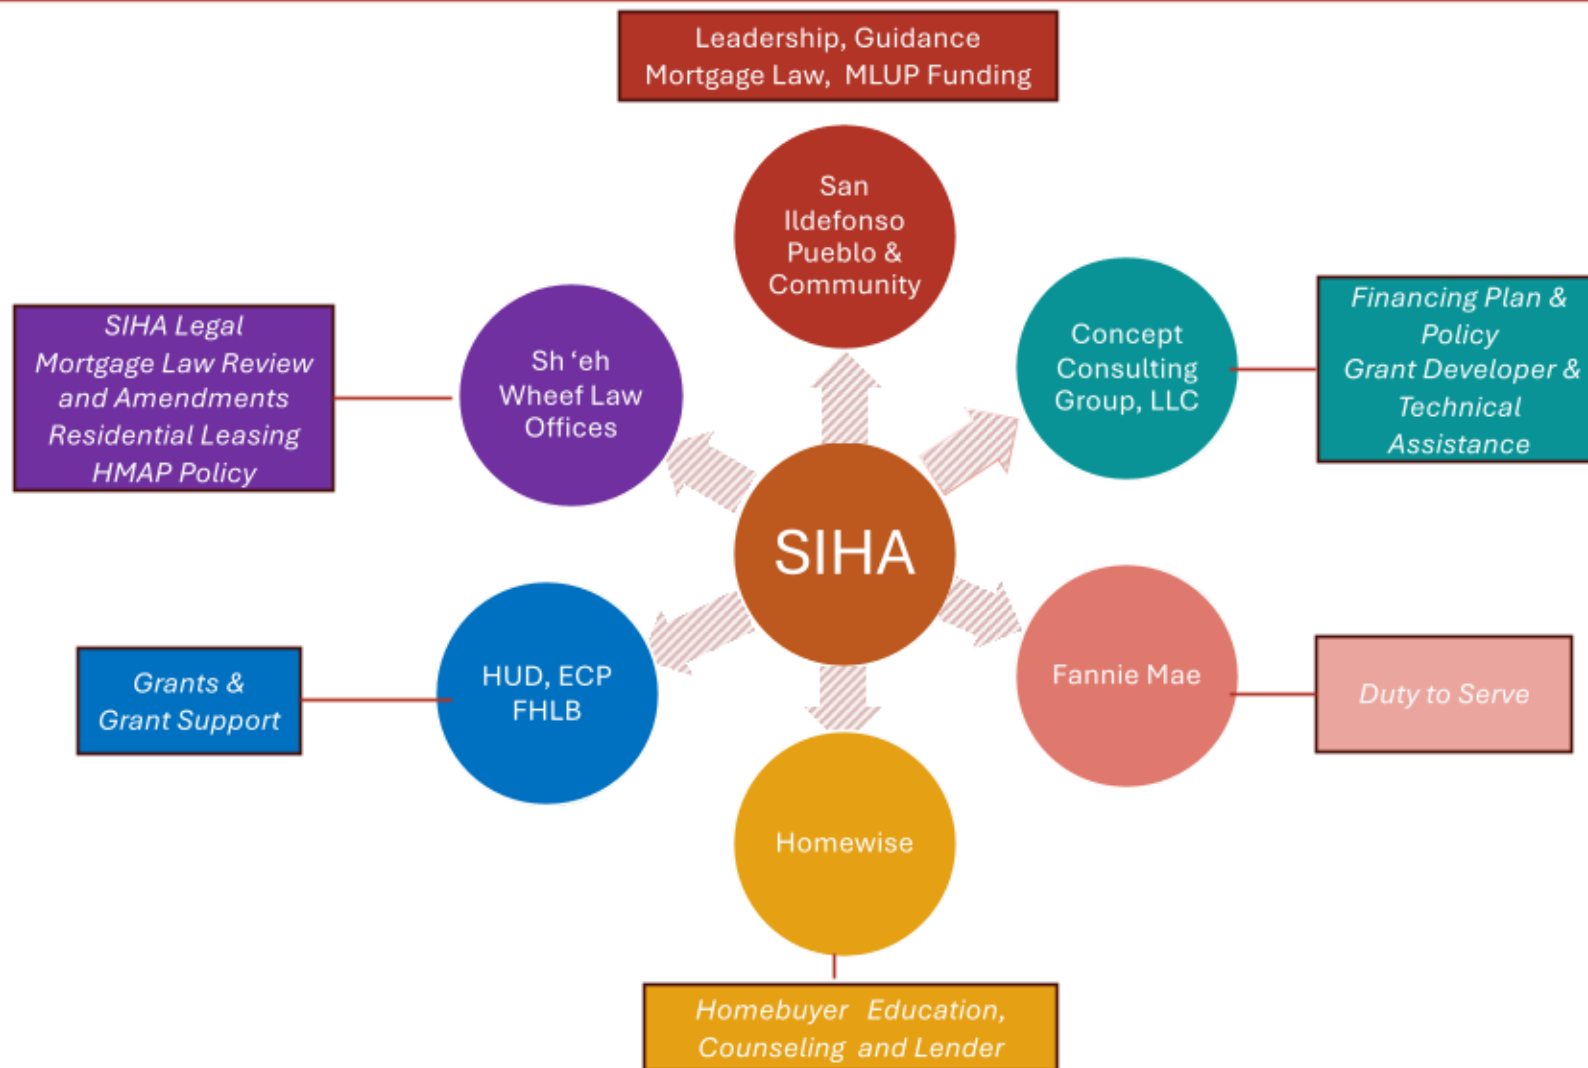 Leadership, Guidance
Mortgage Law, MLUP Funding
San
Ildefonso
Pueblo &
Community
SIHA Legal
Mortgage Law Review
and Amendments
Residential Leasing
HMAP Policy
Sh ‘eh
Wheef Law
Offices
Concept
Consulting
Group, LLC
Financing Plan &
Policy
Grant Developer &
Technical
Assistance
SIHA
Grants &
Grant Support
HUD, ECP
FHLB
Fannie Mae
Duty to Serve
Homewise
Homebuyer Education,
Counseling and Lender